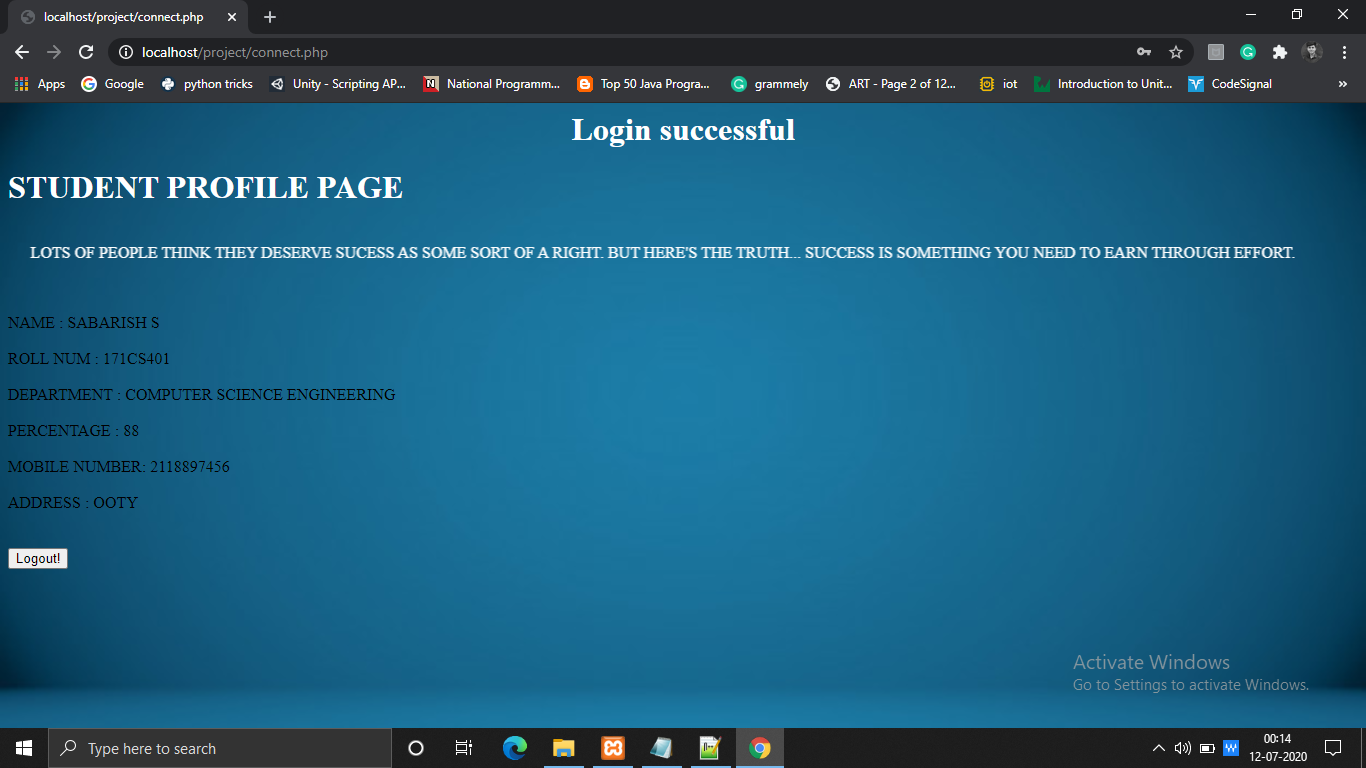 localhost/project/connect.php
localhost/project/connect.php
Apps Google python tricks Unity - Scripting AP... National Programm... Top 50 Java Progra... grammely ART - Page 2 of 12... iot Introduction to Unit... CodeSignal »
Login successful
STUDENT PROFILE PAGE
LOTS OF PEOPLE THINK THEY DESERVE SUCESS AS SOME SORT OF A RIGHT. BUT HERE'S THE TRUTH... SUCCESS IS SOMETHING YOU NEED TO EARN THROUGH EFFORT.
NAME : SABARISH S
ROLL NUM : 171CS401
DEPARTMENT : COMPUTER SCIENCE ENGINEERING
PERCENTAGE : 88
MOBILE NUMBER: 2118897456
ADDRESS : OOTY
Logout!
Activate Windows
Go to Settings to activate Windows.
Type here to search
00:14
12-07-2020